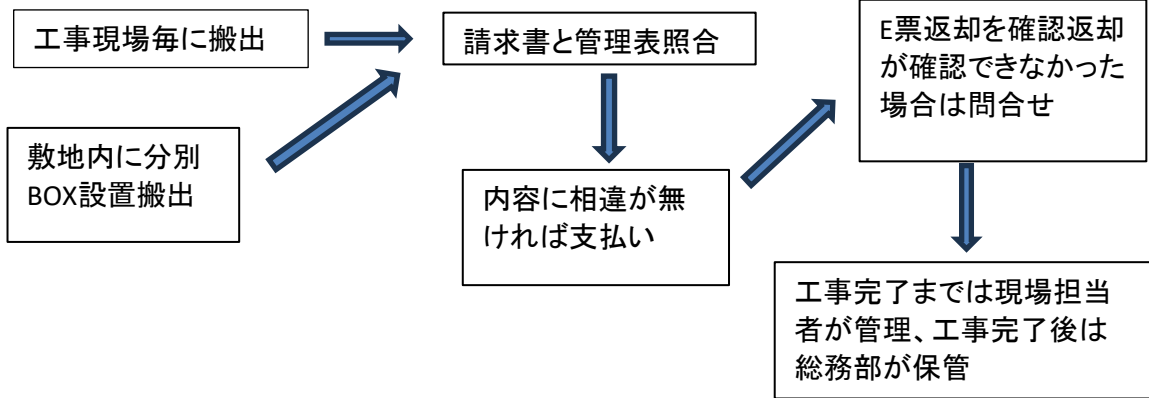 工事現場毎に搬出
敷地内に分別
BOX設置搬出
請求書と管理表照合
内容に相違が無
ければ支払い
E票返却を確認返却
が確認できなかった
場合は問合せ
工事完了までは現場担当
者が管理、工事完了後は
総務部が保管